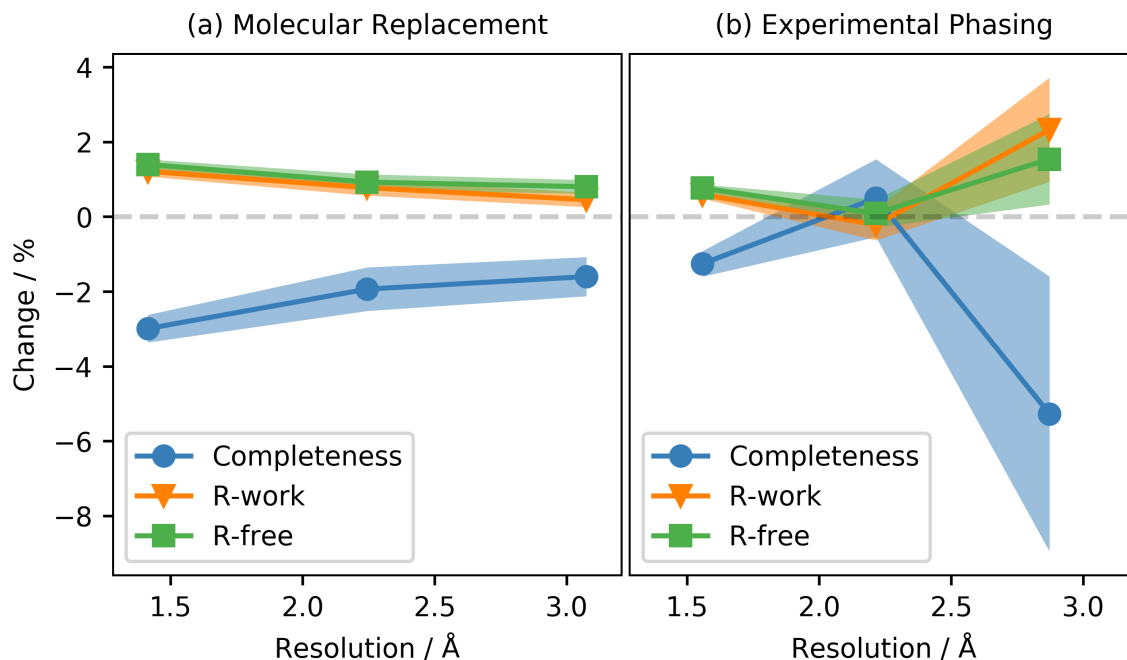 (a) Molecular Replacement
(b) Experimental Phasing
Change / %
4
2
0
−2
−4
−6
−8
Completeness
R-work
R-free
Completeness
R-work
R-free
1.5 2.0 2.5 3.0
1.5 2.0 2.5 3.0
Resolution / Å
Resolution / Å